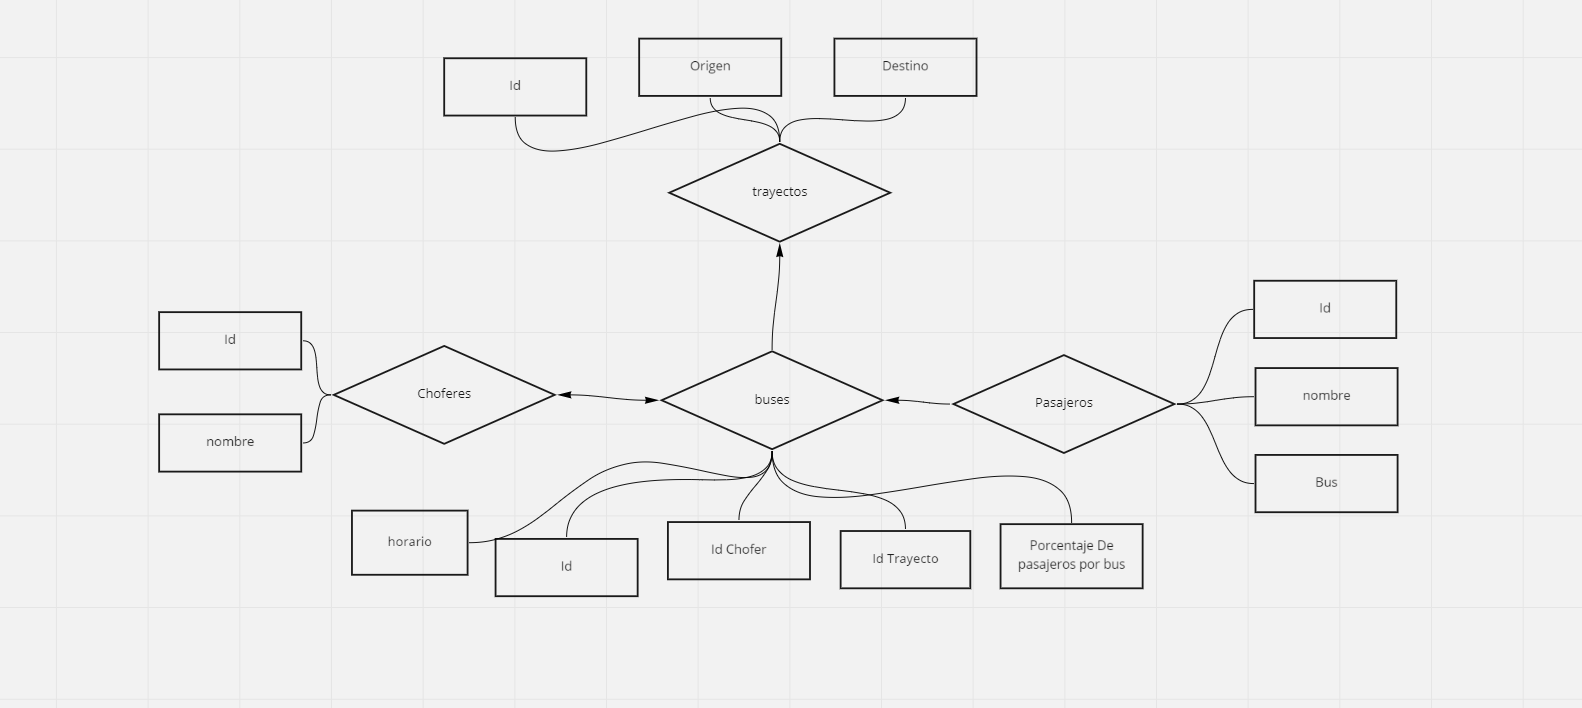 Id
Origen
Destino
trayectos
Id
nombre
Choferes
buses
Pasajeros
Id
nombre
Bus
horario
Id
Id Chofer
Id Trayecto
Porcentaje De
pasajeros por bus